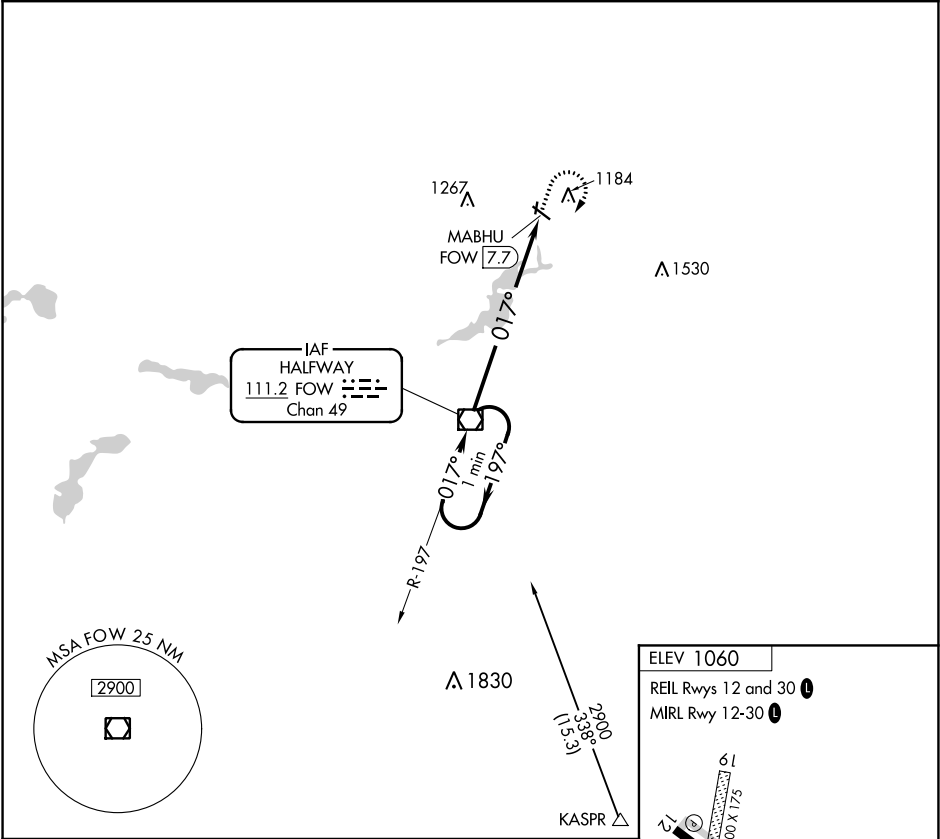 1267
1184
MABHU
FOW 7.7
1530
017°
IAF
HALFWAY
111.2 FOW
Chan 49
017°
1 min
197°
R-197
MSA FOW 25 NM
2900
1830
2900
338°
(15.3)
KASPR
ELEV 1060
REIL Rwys 12 and 30 L
MIRL Rwy 12-30 L
19
12
P
00 X 175